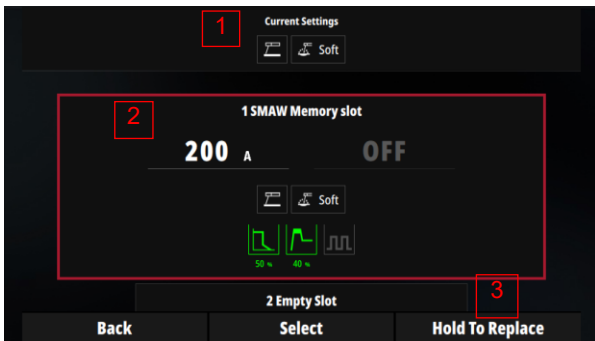 1
Current Settings
Soft
2
1 SMAW Memory slot
200 A OFF
Soft
50 % 40 %
3
2 Empty Slot
Back Select Hold To Replace